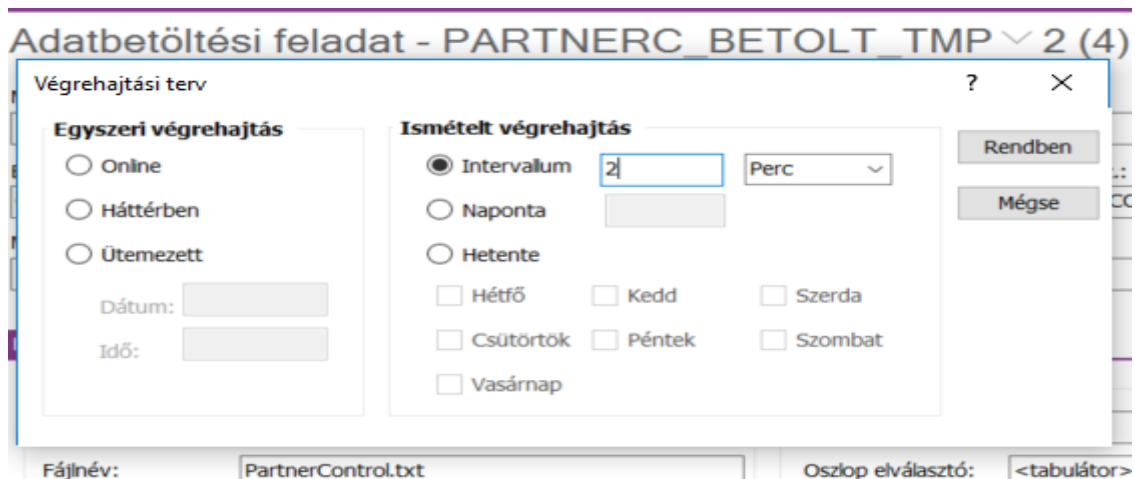 Adatbetöltési feladat - PARTNERC_BETOLT_TMP 2 (4)
Végrehajtási terv ?
Egyszeri végrehajtás
Online
Háttérben
Ütemezett
Dátum:
Idő:
Ismételt végrehajtás
Intervallum 2 Perc
Naponta
Hetente
Hétfő Kedd Szerda
Csütörtök Péntek Szombat
Vasárnap
Rendben
Mégse
Fájlnév: PartnerControl.txt Oszlop elválasztó: <tabulátor>